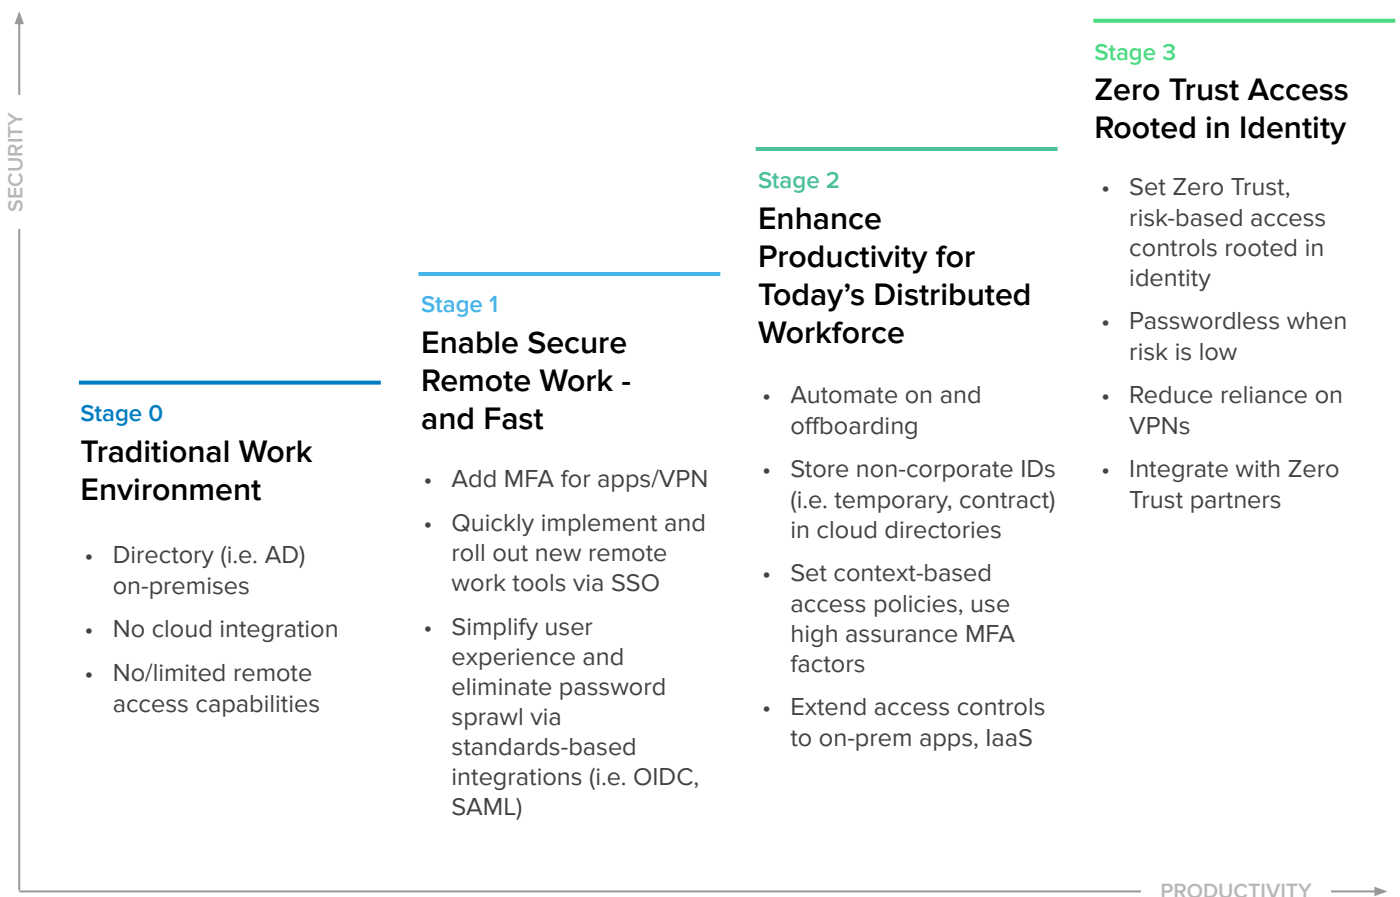 SECURITY
Stage 0
Traditional Work
Environment
• Directory (i.e. AD)
on-premises
• No cloud integration
• No/limited remote
access capabilities
Stage 1
Enable Secure
Remote Work -
and Fast
• Add MFA for apps/VPN
• Quickly implement and
roll out new remote
work tools via SSO
• Simplify user
experience and
eliminate password
sprawl via
standards-based
integrations (i.e. OIDC,
SAML)
Stage 2
Enhance
Productivity for
Today’s Distributed
Workforce
• Automate on and
offboarding
• Store non-corporate IDs
(i.e. temporary, contract)
in cloud directories
• Set context-based
access policies, use
high assurance MFA
factors
• Extend access controls
to on-prem apps, IaaS
Stage 3
Zero Trust Access
Rooted in Identity
• Set Zero Trust,
risk-based access
controls rooted in
identity
• Passwordless when
risk is low
• Reduce reliance on
VPNs
• Integrate with Zero
Trust partners
PRODUCTIVITY